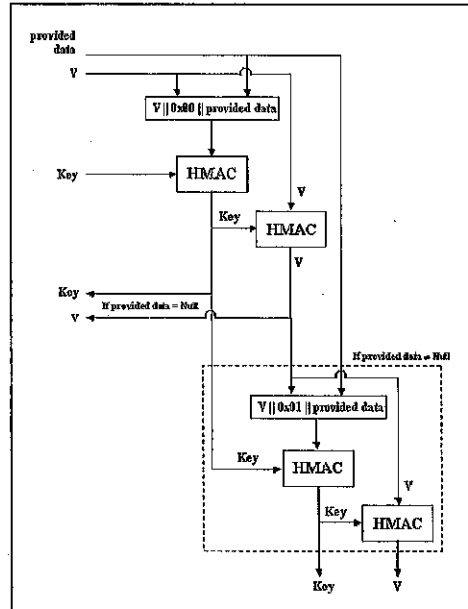 provided
data
V
V || 0x00 || provided data
Key
HMAC
Key
V
HMAC
V
Key
If provided data = Null
V
If provided data ≠ Null
V || 0x01 || provided data
Key
HMAC
V
Key
HMAC
Key
V